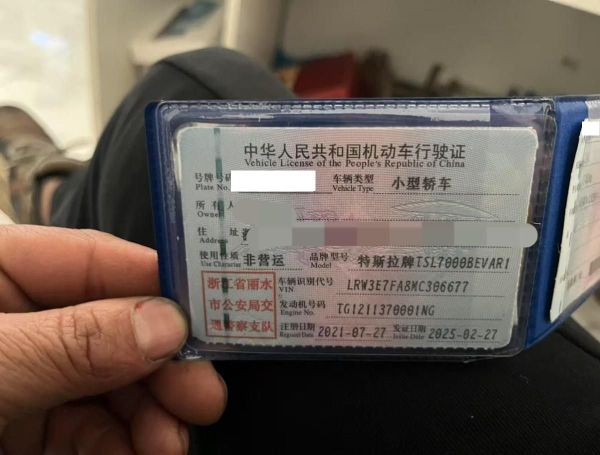 中华人民共和国机动车行驶证
Vehicle License of the People's Republic of China
号牌号码 车辆类型 小型轿车
Plate No. Vehicle Type
所有人
Owner
住 址
Address
使用性质 非营运 品牌型号 特斯拉牌TSL7000BEVAR1
Use Character Model
浙江省丽水
市公安局交
通警察支队
车辆识别代号 LRW3E7FA8MC306677
VIN
发动机号码 TG1211370001NG
Engine No.
注册日期 2021-07-27 发证日期 2025-02-27
Register Date Issue Date